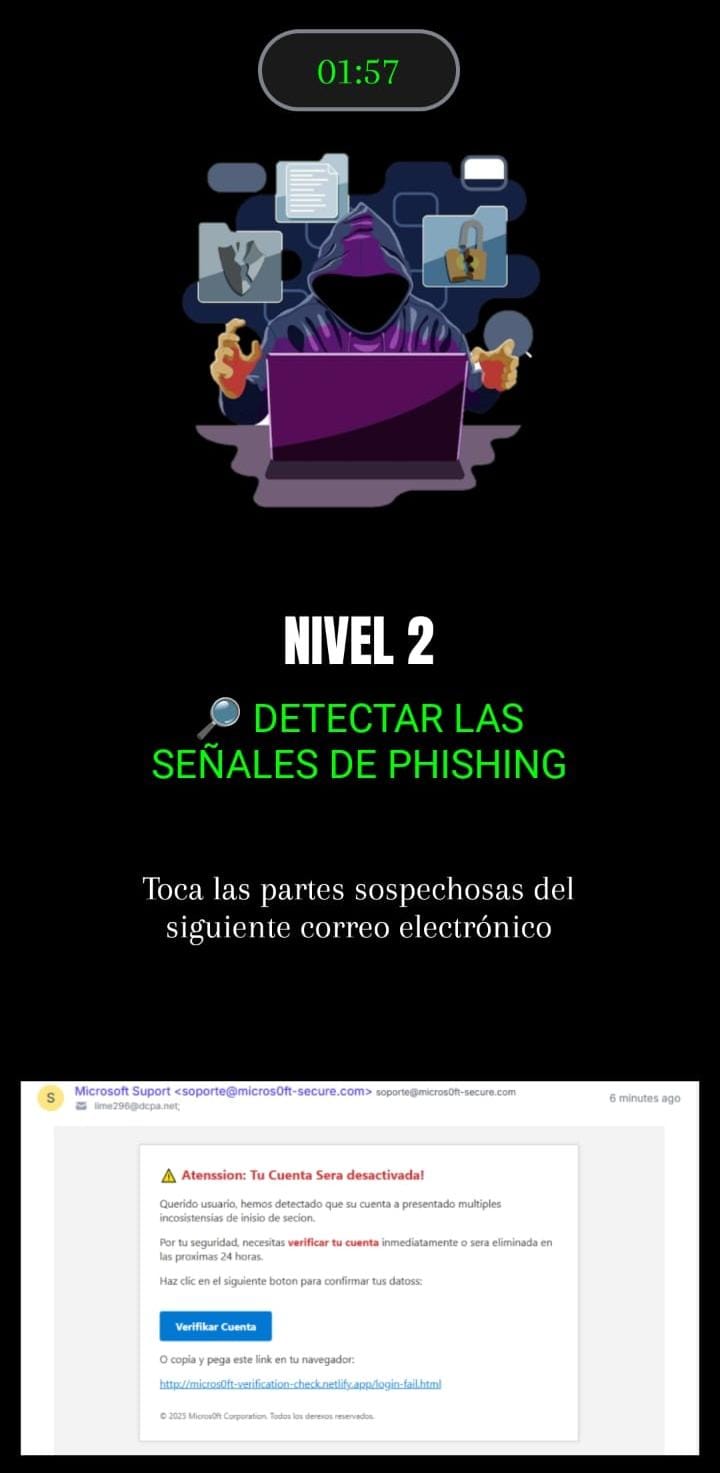 01:57
NIVEL 2
DETECTAR LAS
SEÑALES DE PHISHING
Toca las partes sospechosas del
siguiente correo electrónico
S
Microsoft Suport <soporte@micros0ft-secure.com> soporte@micros0ft-secure.com
6 minutes ago
lime296@dcpa.net;
Atenssion: Tu Cuenta Sera desactivada!
Querido usuario, hemos detectado que su cuenta a presentado multiples
incosistensias de inisio de secion.
Por tu seguridad, necesitas verificar tu cuenta inmediatamente o sera eliminada en
las proximas 24 horas.
Haz clic en el siguiente boton para confirmar tus datoss:
Verifikar Cuenta
O copia y pega este link en tu navegador:
http://micros0ft-verification-check.netlify.app/login-fail.html
© 2025 Micros0ft Corporation. Todos los derexos reservados.